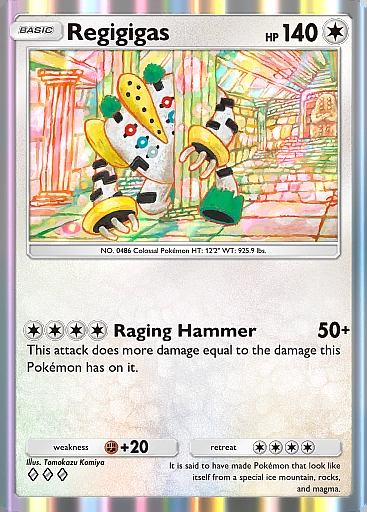 BASIC Regigigas HP 140
NO. 0486 Colossal Pokémon HT: 12'2" WT: 925.9 lbs.
Raging Hammer 50+
This attack does more damage equal to the damage this
Pokémon has on it.
weakness +20 retreat
Illus. Tomokazu Komiya
It is said to have made Pokémon that look like
itself from a special ice mountain, rocks,
and magma.